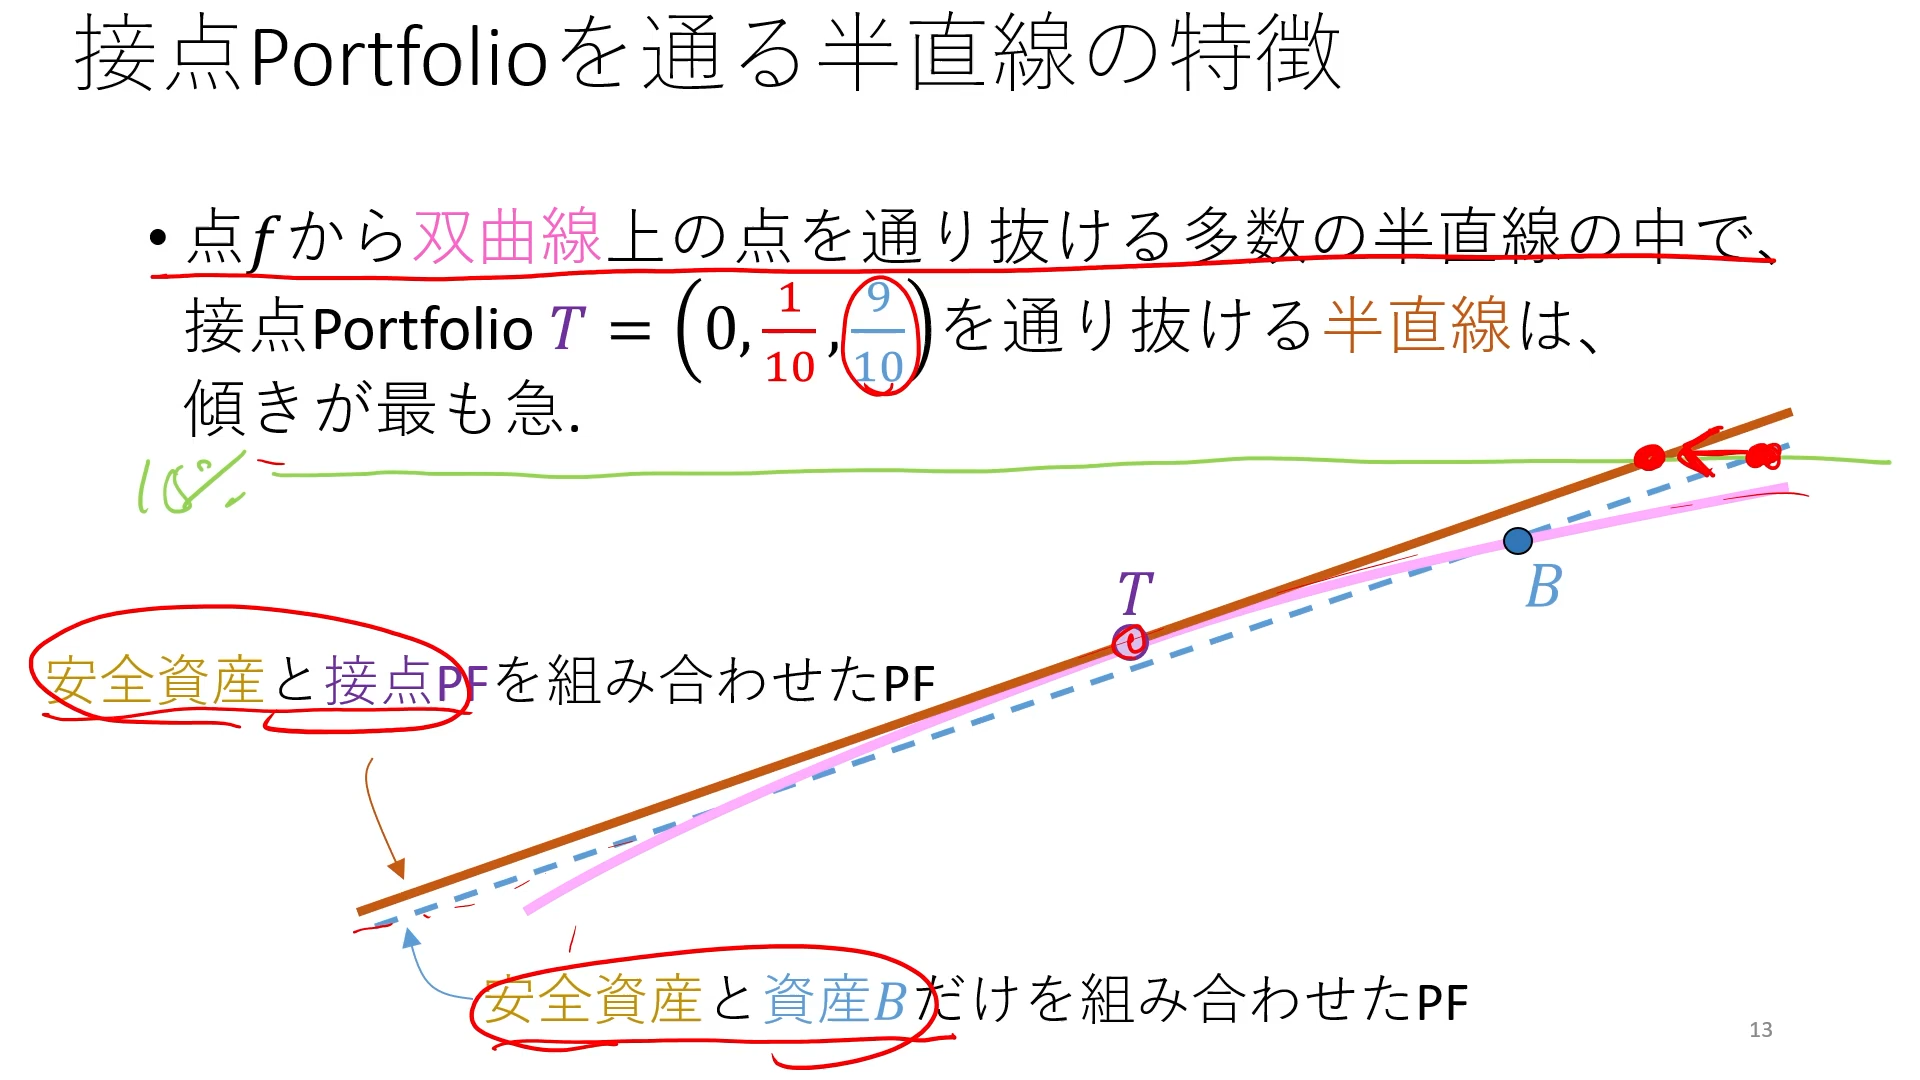 接点Portfolioを通る半直線の特徴
• 点fから双曲線上の点を通り抜ける多数の半直線の中で、
接点Portfolio T = (0, 1/10, 9/10)を通り抜ける半直線は、
傾きが最も急.
10%
T
B
安全資産と接点PFを組み合わせたPF
安全資産と資産Bだけを組み合わせたPF
13